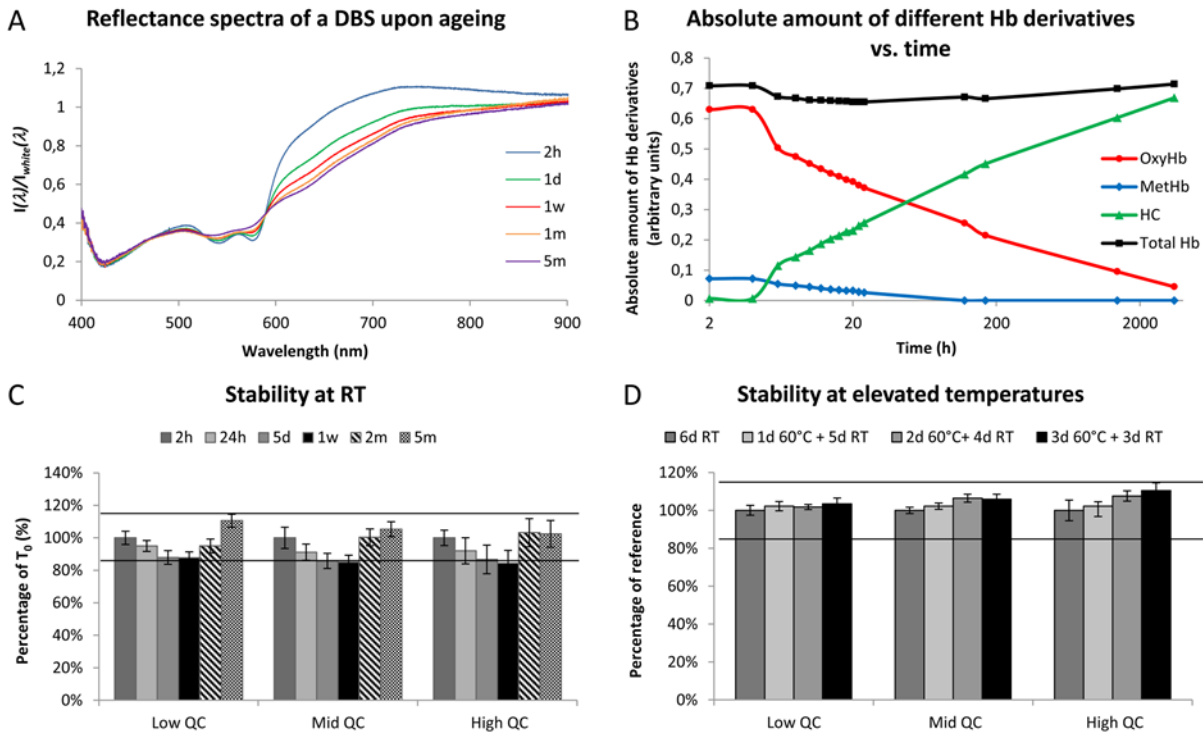 A
Reflectance spectra of a DBS upon ageing
I(λ)/I_white(λ)
1,2
1
0,8
0,6
0,4
0,2
0
400
500
600
700
800
900
Wavelength (nm)
2h
1d
1w
1m
5m
B
Absolute amount of different Hb derivatives
vs. time
Absolute amount of Hb derivatives
(arbitrary units)
0,8
0,7
0,6
0,5
0,4
0,3
0,2
0,1
0
2
20
200
2000
Time (h)
OxyHb
MetHb
HC
Total Hb
C
Stability at RT
2h 24h 5d 1w 2m 5m
Percentage of T0 (%)
140%
120%
100%
80%
60%
40%
20%
0%
Low QC
Mid QC
High QC
D
Stability at elevated temperatures
6d RT 1d 60°C + 5d RT 2d 60°C+ 4d RT 3d 60°C + 3d RT
Percentage of reference
120%
100%
80%
60%
40%
20%
0%
Low QC
Mid QC
High QC